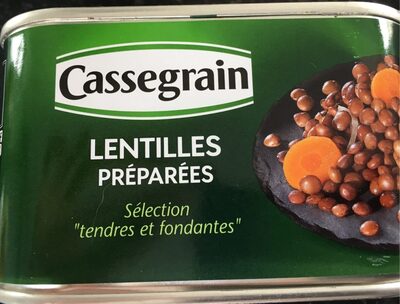 Cassegrain
LENTILLES
PRÉPARÉES
Sélection
"tendres et fondantes"